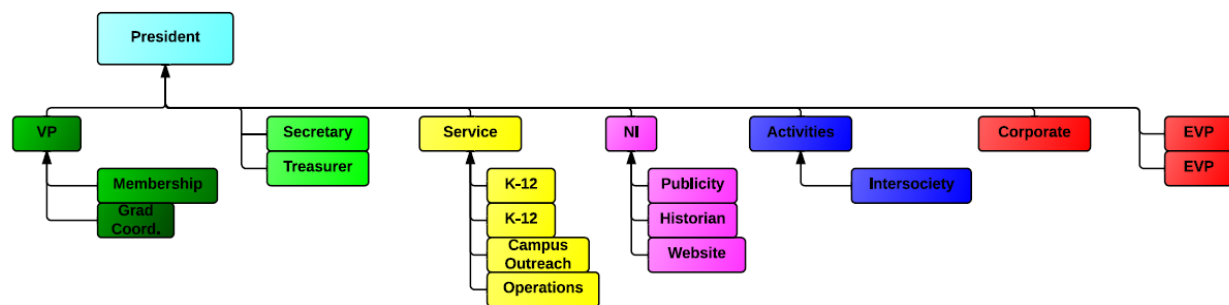 President
VP
Secretary
Service
NI
Activities
Corporate
EVP
Treasurer
EVP
Membership
K-12
Publicity
Intersociety
Grad
Coord.
K-12
Historian
Campus
Outreach
Website
Operations